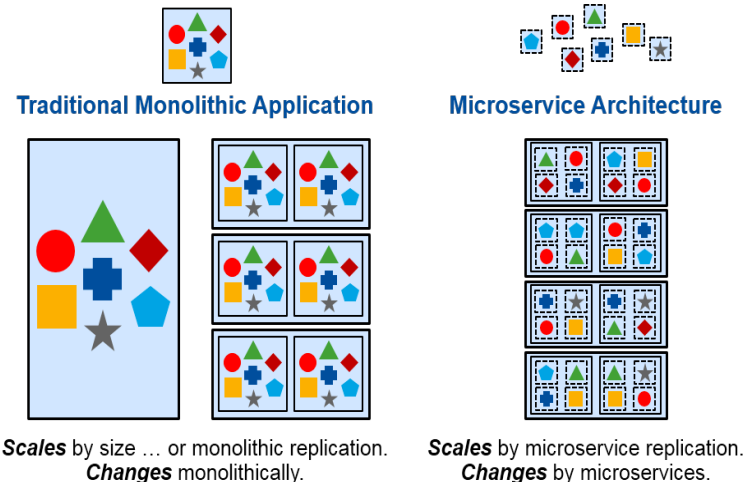 Traditional Monolithic Application
Microservice Architecture
Scales by size … or monolithic replication.
Changes monolithically.
Scales by microservice replication.
Changes by microservices.